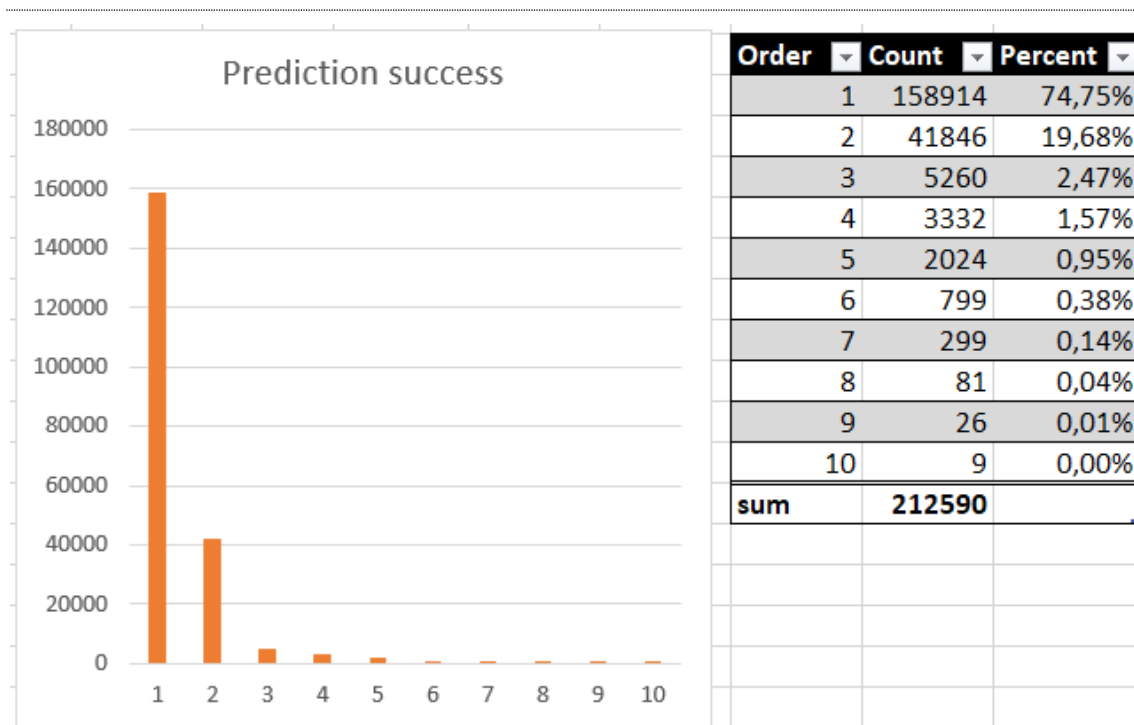 Prediction success
180000
160000
140000
120000
100000
80000
60000
40000
20000
0
1 2 3 4 5 6 7 8 9 10
Order Count Percent
1 158914 74,75%
2 41846 19,68%
3 5260 2,47%
4 3332 1,57%
5 2024 0,95%
6 799 0,38%
7 299 0,14%
8 81 0,04%
9 26 0,01%
10 9 0,00%
sum 212590